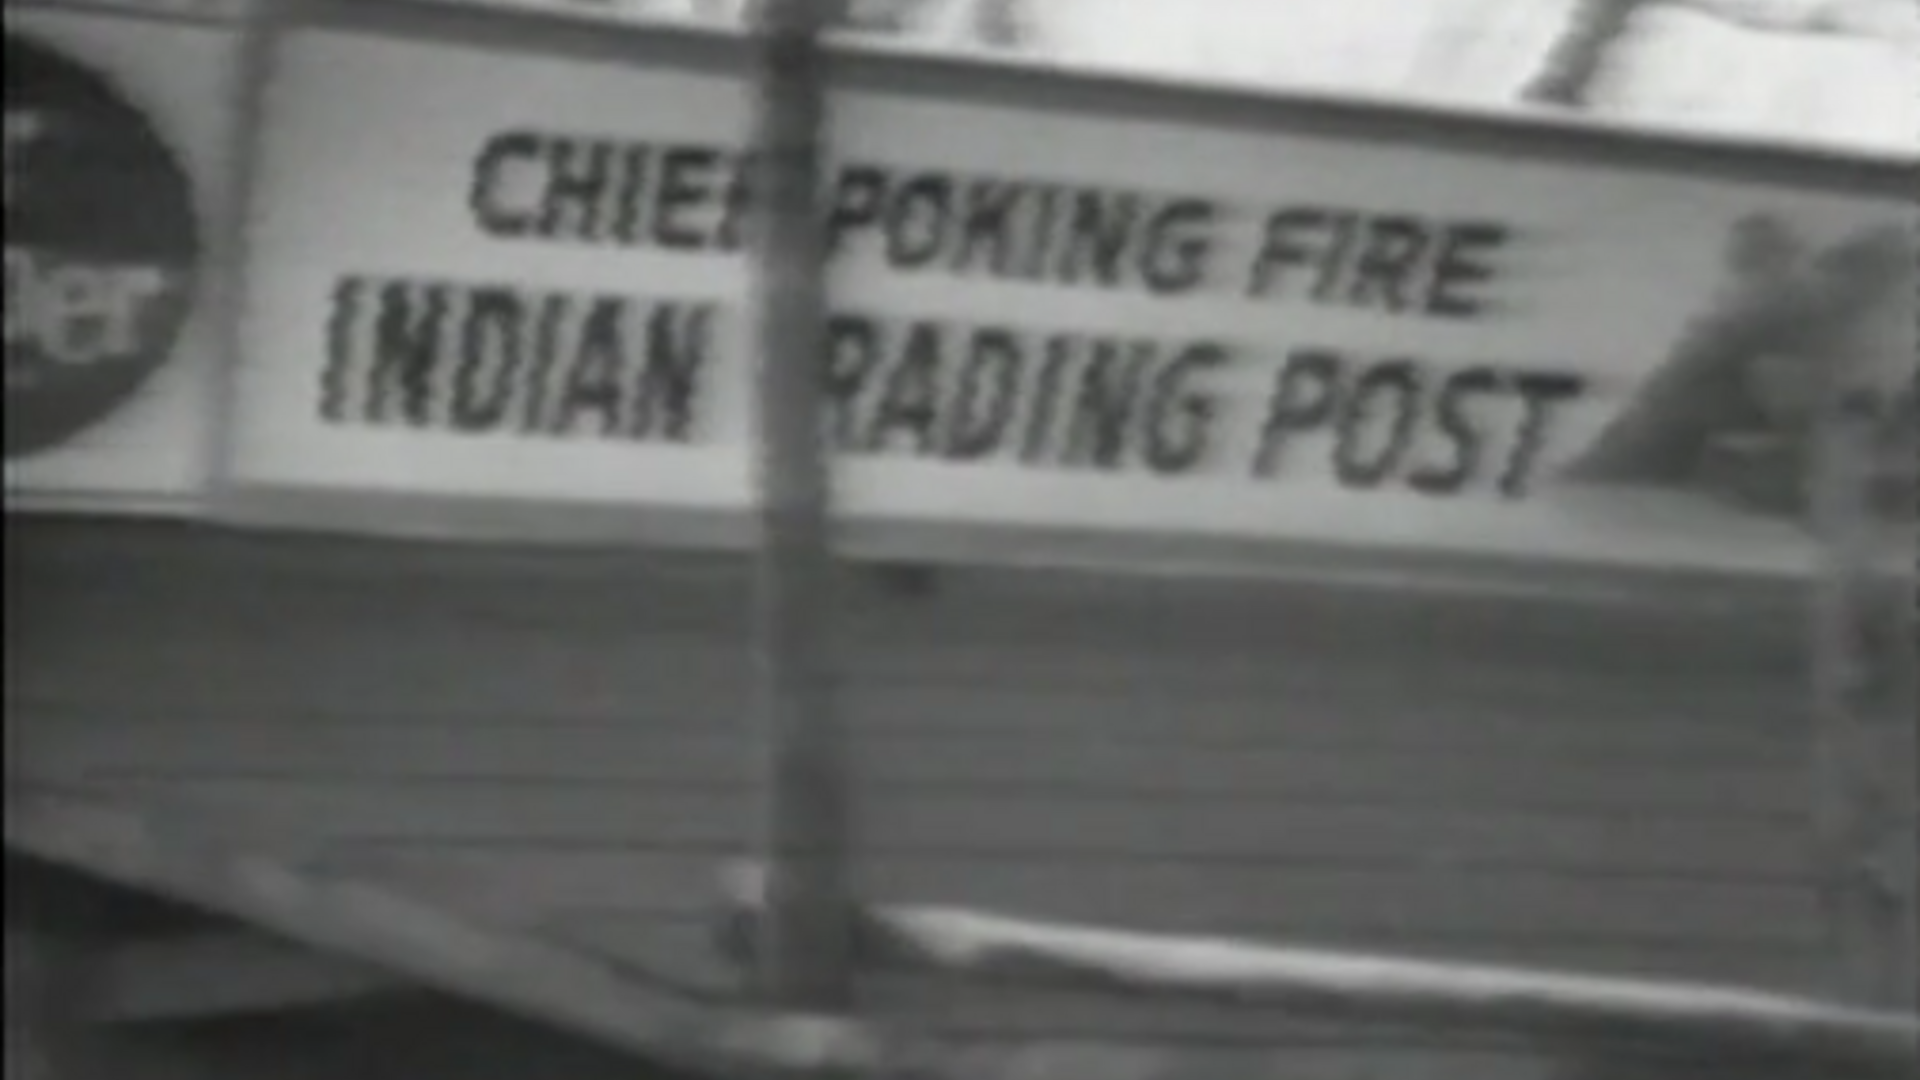 CHIEF POKING FIRE
INDIAN TRADING POST